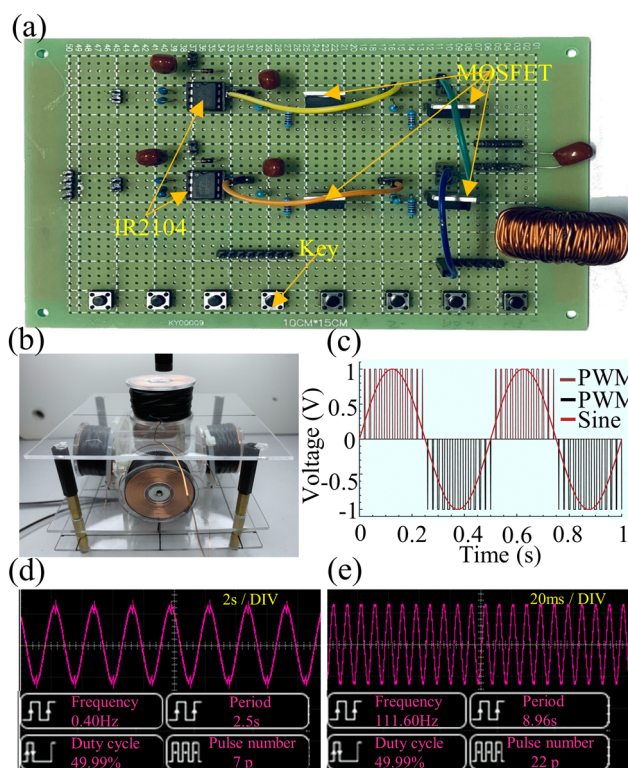 (a)
MOSFET
IR2104
Key
KYC0009
10CM*15CM
(b)
(c)
PWM
PWM
Sine
Voltage (V)
1
0.5
0
-0.5
-1
0
0.2
0.4
0.6
0.8
1
Time (s)
(d)
2s / DIV
Frequency
0.40Hz
Period
2.5s
Duty cycle
49.99%
Pulse number
7 p
(e)
20ms / DIV
Frequency
111.60Hz
Period
8.96s
Duty cycle
49.99%
Pulse number
22 p